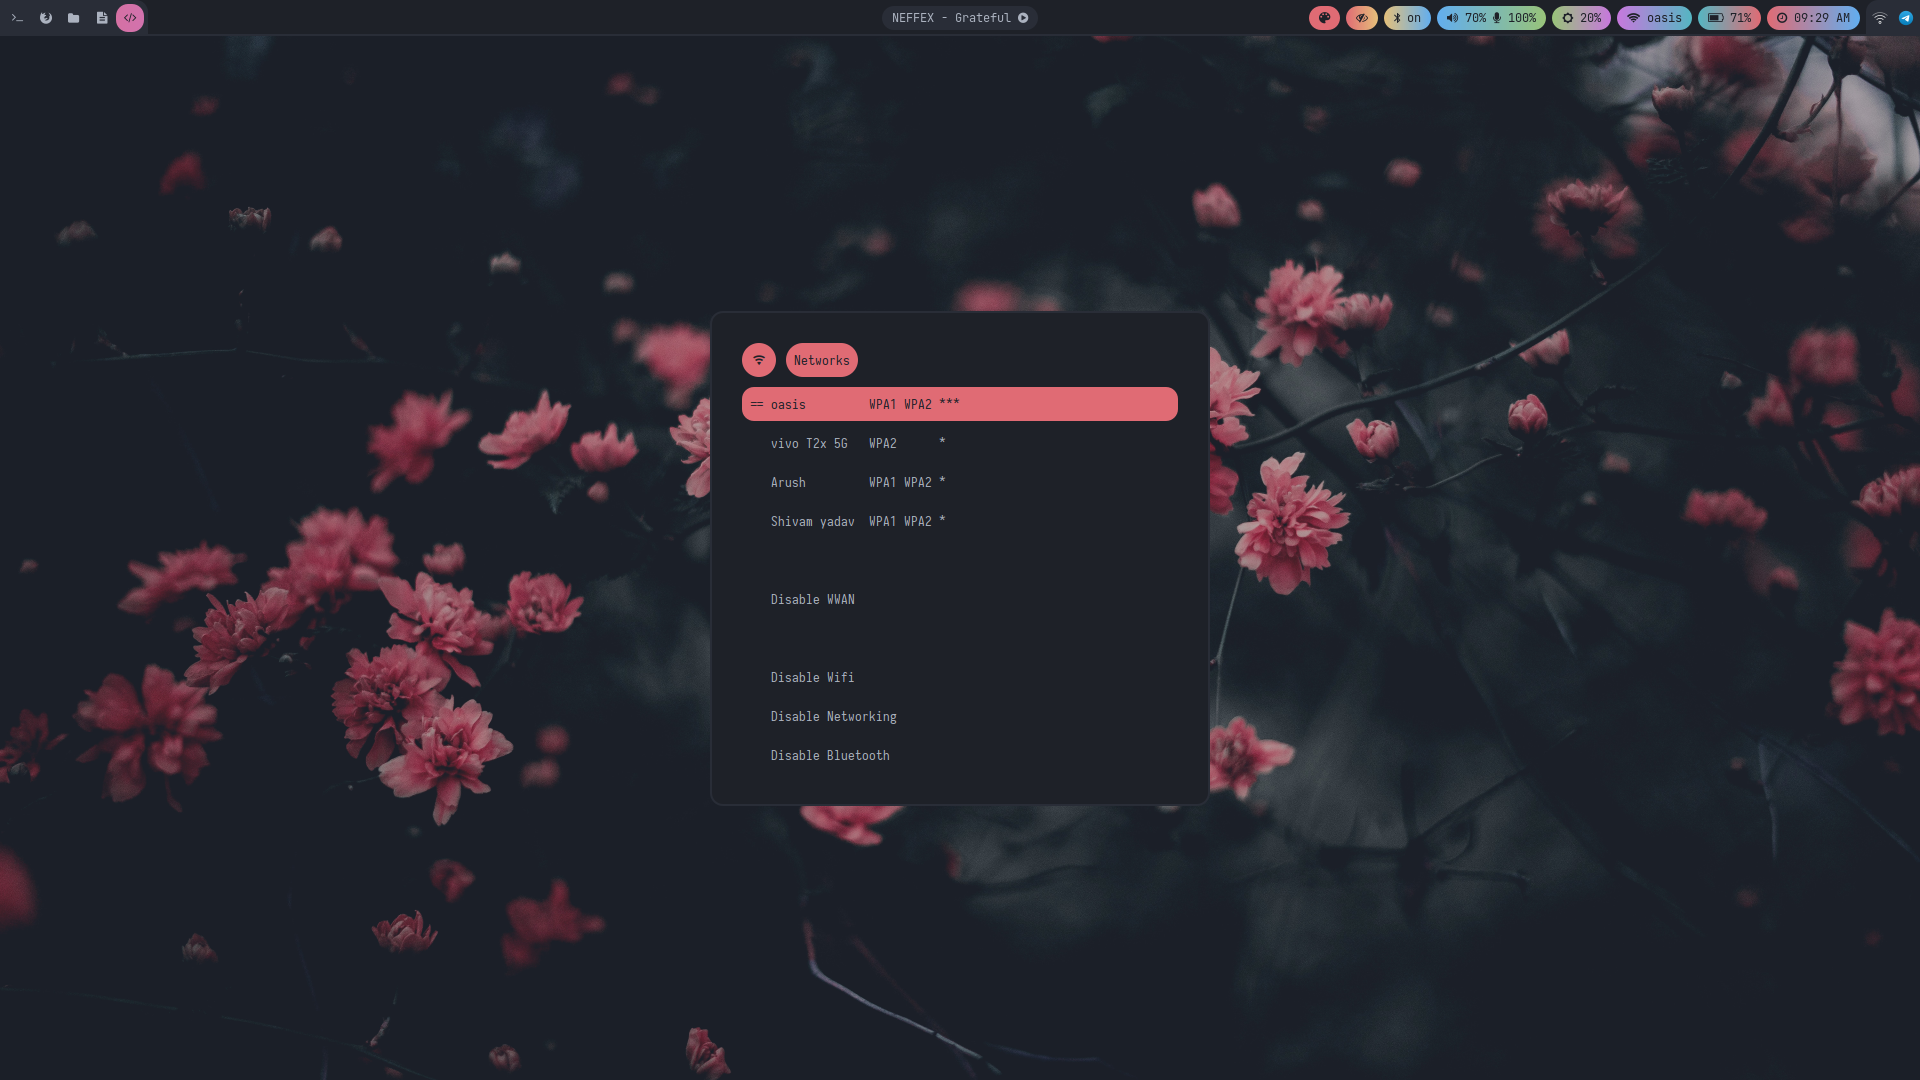 NEFFEX - Grateful
on
70% 100%
20%
oasis
71%
09:29 AM
Networks
== oasis WPA1 WPA2 ***
vivo T2x 5G WPA2 *
Arush WPA1 WPA2 *
Shivam yadav WPA1 WPA2 *
Disable WWAN
Disable Wifi
Disable Networking
Disable Bluetooth